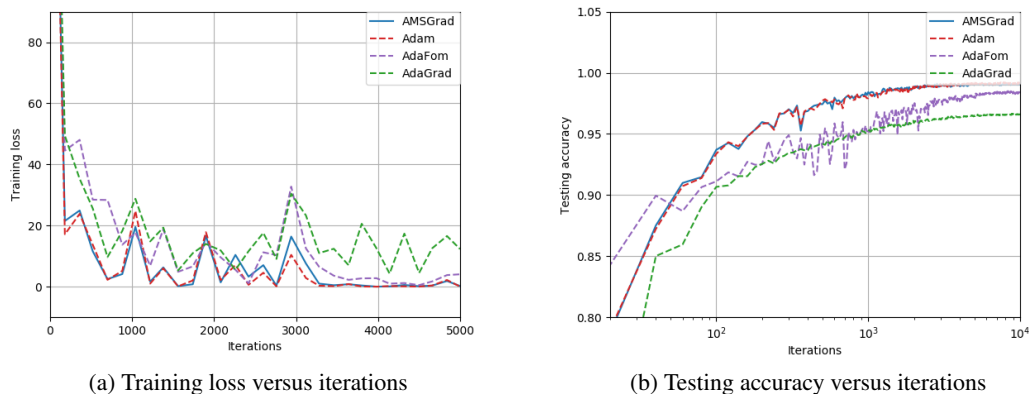 80
60
40
20
0
0 1000 2000 3000 4000 5000
Training loss
Iterations
AMSGrad
Adam
AdaFom
AdaGrad
(a) Training loss versus iterations
1.05
1.00
0.95
0.90
0.85
0.80
10² 10³ 10⁴
Testing accuracy
Iterations
AMSGrad
Adam
AdaFom
AdaGrad
(b) Testing accuracy versus iterations